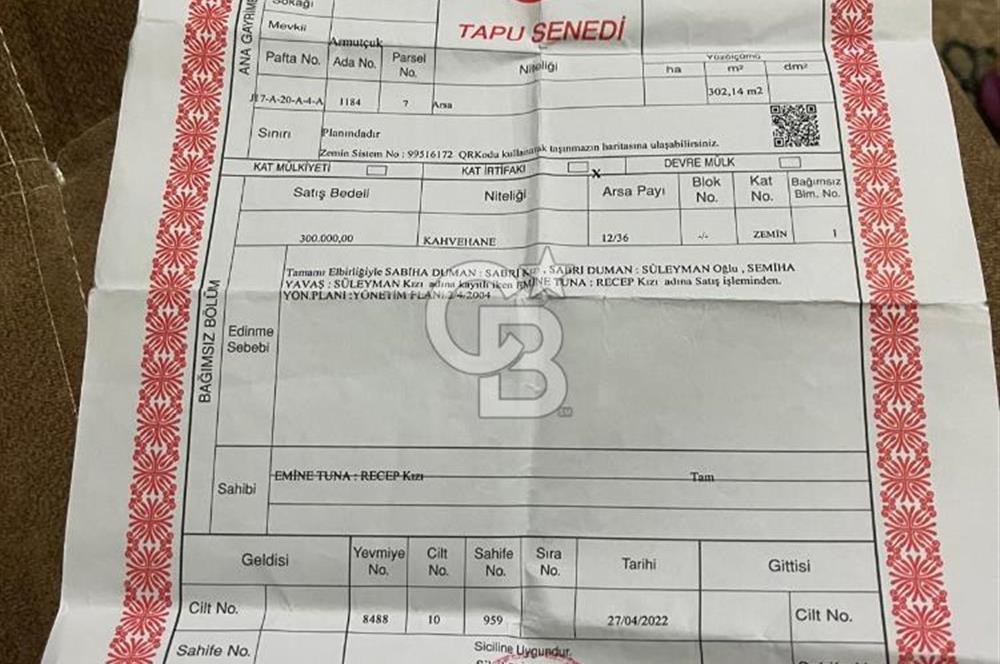 Sokağı
TAPU SENEDİ
Mevkii
Armutçuk
ANA GAYRİM
Pafta No. Ada No. Parsel No. Niteliği Yüzölçümü
ha m² dm²
J17-A-20-A-4-A 1184 7 Arsa 302,14 m2
Sınırı Planındadır
Zemin Sistem No : 99516172 QRKodu kullanarak taşınmazın haritasına ulaşabilirsiniz.
KAT MÜLKİYETİ KAT İRTİFAKI X DEVRE MÜLK
Satış Bedeli Niteliği Arsa Payı Blok No. Kat No. Bağımsız Blm. No.
300.000,00 KAHVEHANE 12/36 -/- ZEMİN 1
BAĞIMSIZ BÖLÜM
Edinme Sebebi
Tamamı Elbirliğiyle SABİHA DUMAN : SABRİ Kızı , SABRİ DUMAN : SÜLEYMAN Oğlu , SEMİHA
YAVAŞ : SÜLEYMAN Kızı adına kayıtlı iken EMİNE TUNA : RECEP Kızı adına Satış işleminden.
YÖN.PLANI :YÖNETİM PLANI:2/4/2004
CB
SM
Sahibi
EMİNE TUNA : RECEP Kızı Tam
Geldisi Yevmiye No. Cilt No. Sahife No. Sıra No. Tarihi Gittisi
Cilt No. 8488 10 959 27/04/2022 Cilt No.
Sahife No. Siciline Uygundur.